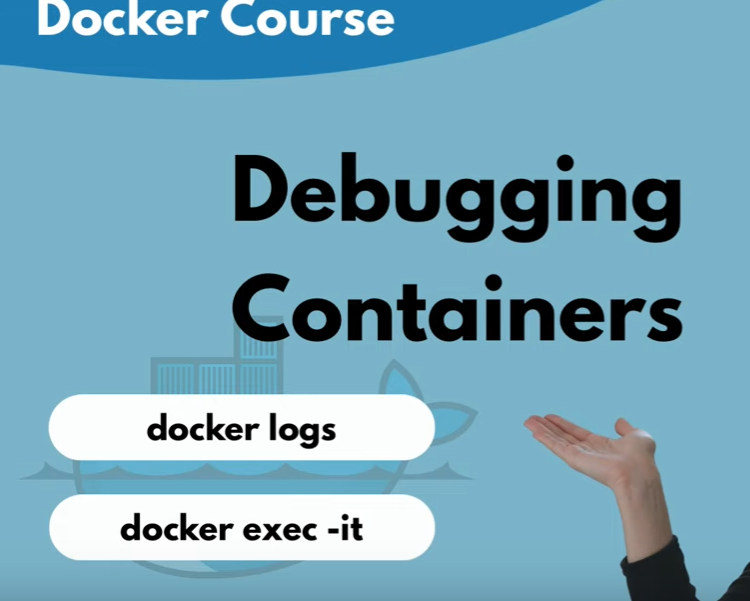 Docker Course
Debugging
Containers
docker logs
docker exec -it